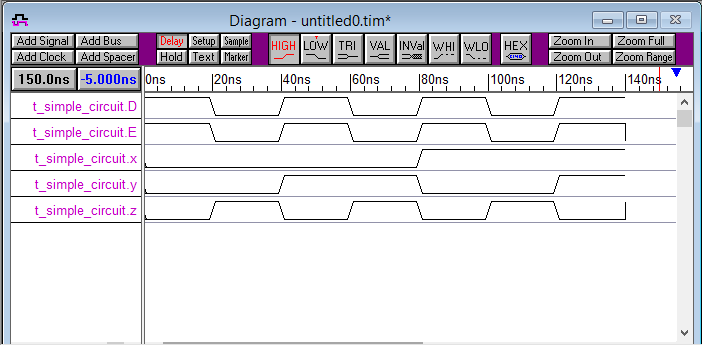 Diagram - untitled0.tim*
Add Signal Add Bus Delay Setup Sample HIGH LOW TRI VAL INVal WHI WLO HEX Zoom In Zoom Full
Add Clock Add Spacer Hold Text Marker Zoom Out Zoom Range
150.0ns -5.000ns 0ns 20ns 40ns 60ns 80ns 100ns 120ns 140ns
t_simple_circuit.D
t_simple_circuit.E
t_simple_circuit.x
t_simple_circuit.y
t_simple_circuit.z